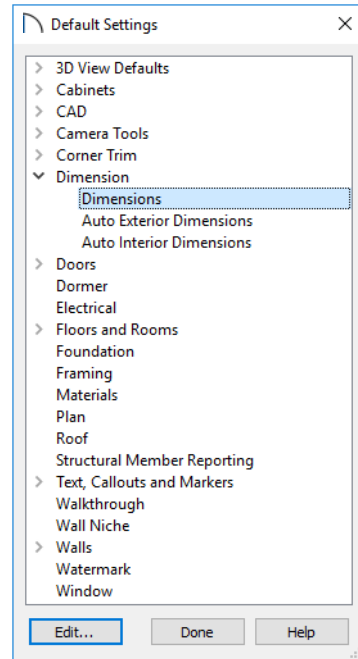 Default Settings
3D View Defaults
Cabinets
CAD
Camera Tools
Corner Trim
Dimension
Dimensions
Auto Exterior Dimensions
Auto Interior Dimensions
Doors
Dormer
Electrical
Floors and Rooms
Foundation
Framing
Materials
Plan
Roof
Structural Member Reporting
Text, Callouts and Markers
Walkthrough
Wall Niche
Walls
Watermark
Window
Edit... Done Help